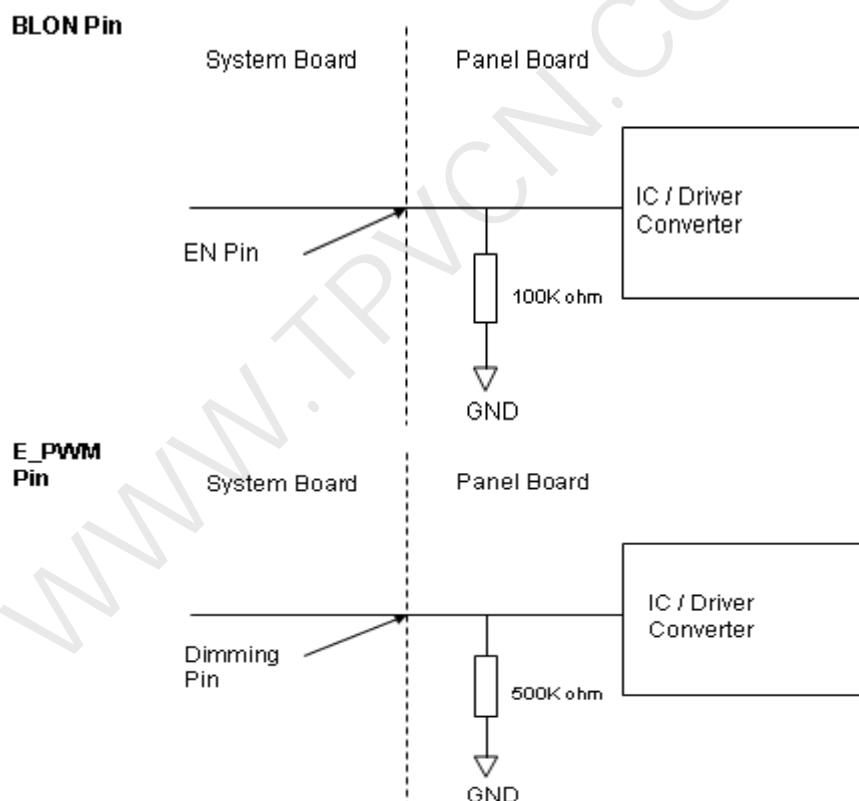 BLON Pin
System Board
Panel Board
IC / Driver
Converter
EN Pin
100K ohm
GND
E_PWM
Pin
System Board
Panel Board
IC / Driver
Converter
Dimming
Pin
500K ohm
GND
WWW.TPVCN.CO